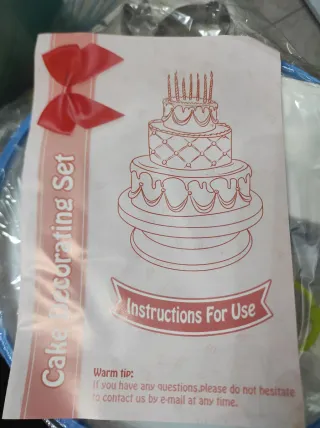 Cake Decorating Set
Instructions For Use
Warm tip:
If you have any questions,please do not hesitate
to contact us by e-mail at any time.